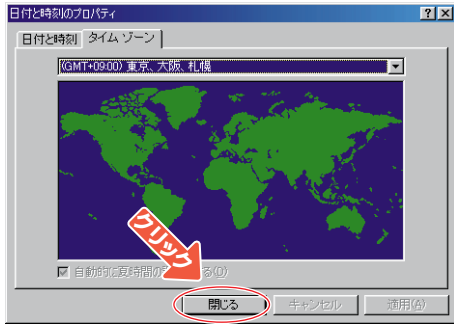 日付と時刻のプロパティ
日付と時刻 タイム ゾーン
(GMT+09:00) 東京、大阪、札幌
クリック
自動的に夏時間の る(D)
閉じる キャンセル 適用(A)